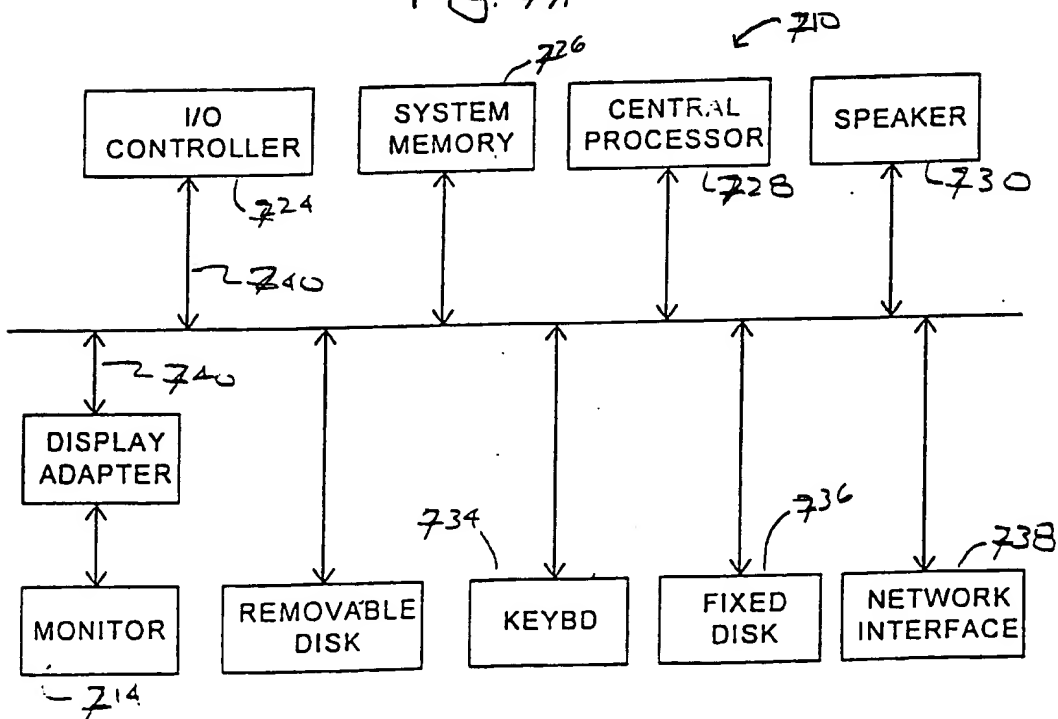 710
726
I/O
CONTROLLER
SYSTEM
MEMORY
CENTRAL
PROCESSOR
SPEAKER
724
728
730
740
740
DISPLAY
ADAPTER
734
736
738
MONITOR
REMOVABLE
DISK
KEYBD
FIXED
DISK
NETWORK
INTERFACE
714